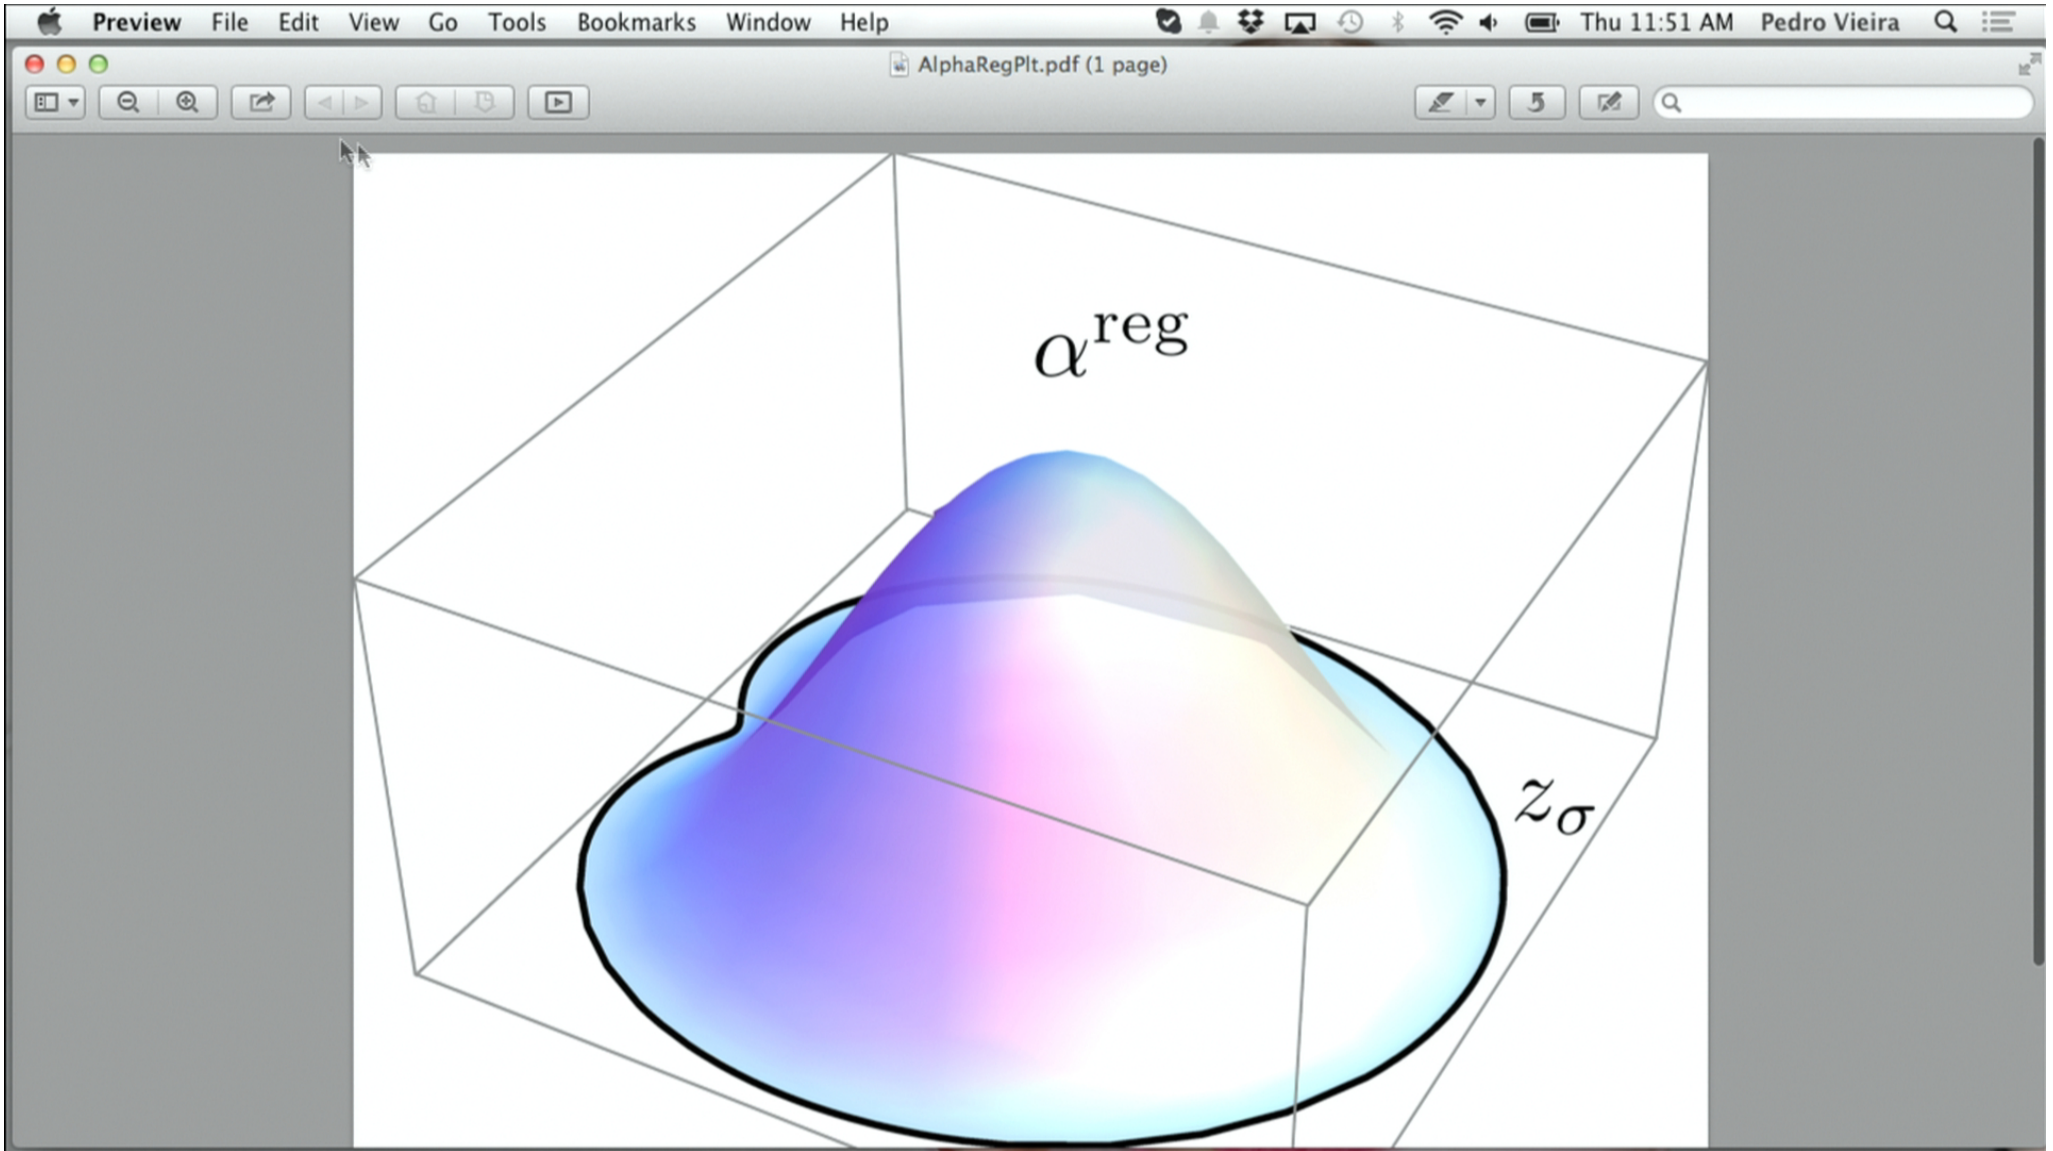 Preview File Edit View Go Tools Bookmarks Window Help Thu 11:51 AM Pedro Vieira
AlphaRegPlt.pdf (1 page)
α^reg
z_σ